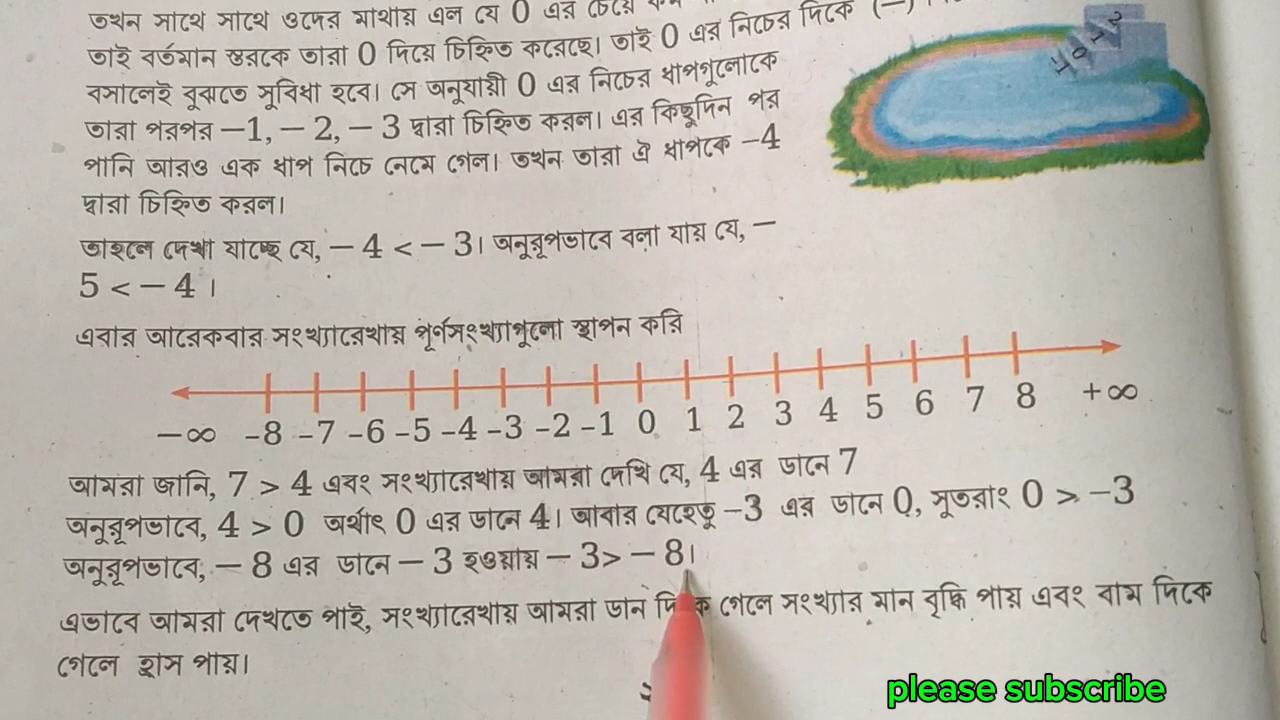 তখন সাথে সাথে ওদের মাথায় এল যে 0 এর চেয়ে কম
তাই বর্তমান স্তরকে তারা 0 দিয়ে চিহ্নিত করেছে। তাই 0 এর নিচের দিকে (—)
বসালেই বুঝতে সুবিধা হবে। সে অনুযায়ী 0 এর নিচের ধাপগুলোকে
তারা পরপর −1, − 2, − 3 দ্বারা চিহ্নিত করল। এর কিছুদিন পর
পানি আরও এক ধাপ নিচে নেমে গেল। তখন তারা ঐ ধাপকে −4
দ্বারা চিহ্নিত করল।
তাহলে দেখা যাচ্ছে যে, − 4 < − 3। অনুরূপভাবে বলা যায় যে, −
5 < − 4 ।
এবার আরেকবার সংখ্যারেখায় পূর্ণসংখ্যাগুলো স্থাপন করি
−∞ -8 -7 -6 -5 -4 -3 -2 -1 0 1 2 3 4 5 6 7 8 +∞
আমরা জানি, 7 > 4 এবং সংখ্যারেখায় আমরা দেখি যে, 4 এর ডানে 7
অনুরূপভাবে, 4 > 0 অর্থাৎ 0 এর ডানে 4। আবার যেহেতু −3 এর ডানে 0, সুতরাং 0 > −3
অনুরূপভাবে, − 8 এর ডানে − 3 হওয়ায় − 3> − 8।
এভাবে আমরা দেখতে পাই, সংখ্যারেখায় আমরা ডান দিকে গেলে সংখ্যার মান বৃদ্ধি পায় এবং বাম দিকে
গেলে হ্রাস পায়।
please subscribe